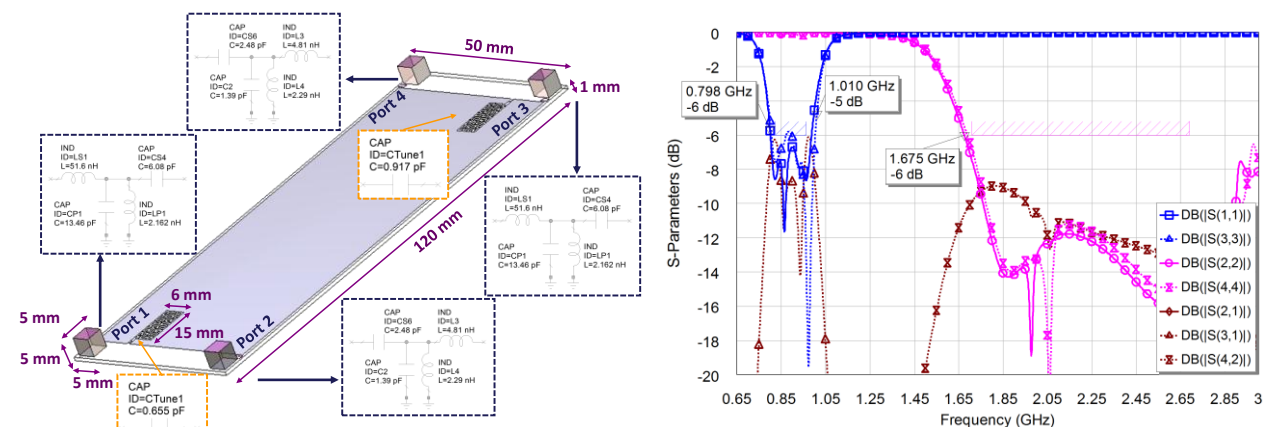 CAP
ID=CS6
C=2.48 pF
IND
ID=L3
L=4.81 nH
CAP
ID=C2
C=1.39 pF
IND
ID=L4
L=2.29 nH
50 mm
1 mm
Port 4
Port 3
CAP
ID=CTune1
C=0.917 pF
IND
ID=LS1
L=51.6 nH
CAP
ID=CS4
C=6.08 pF
CAP
ID=CP1
C=13.46 pF
IND
ID=LP1
L=2.162 nH
IND
ID=LS1
L=51.6 nH
CAP
ID=CS4
C=6.08 pF
CAP
ID=CP1
C=13.46 pF
IND
ID=LP1
L=2.162 nH
120 mm
6 mm
15 mm
Port 1
Port 2
5 mm
5 mm
5 mm
CAP
ID=CTune1
C=0.655 pF
CAP
ID=CS6
C=2.48 pF
IND
ID=L3
L=4.81 nH
CAP
ID=C2
C=1.39 pF
IND
ID=L4
L=2.29 nH
S-Parameters (dB)
0
-2
-4
-6
-8
-10
-12
-14
-16
-18
-20
0.798 GHz
-6 dB
1.010 GHz
-5 dB
1.675 GHz
-6 dB
DB(|S(1,1)|)
DB(|S(3,3)|)
DB(|S(2,2)|)
DB(|S(4,4)|)
DB(|S(2,1)|)
DB(|S(3,1)|)
DB(|S(4,2)|)
0.65 0.85 1.05 1.25 1.45 1.65 1.85 2.05 2.25 2.45 2.65 2.85 3
Frequency (GHz)